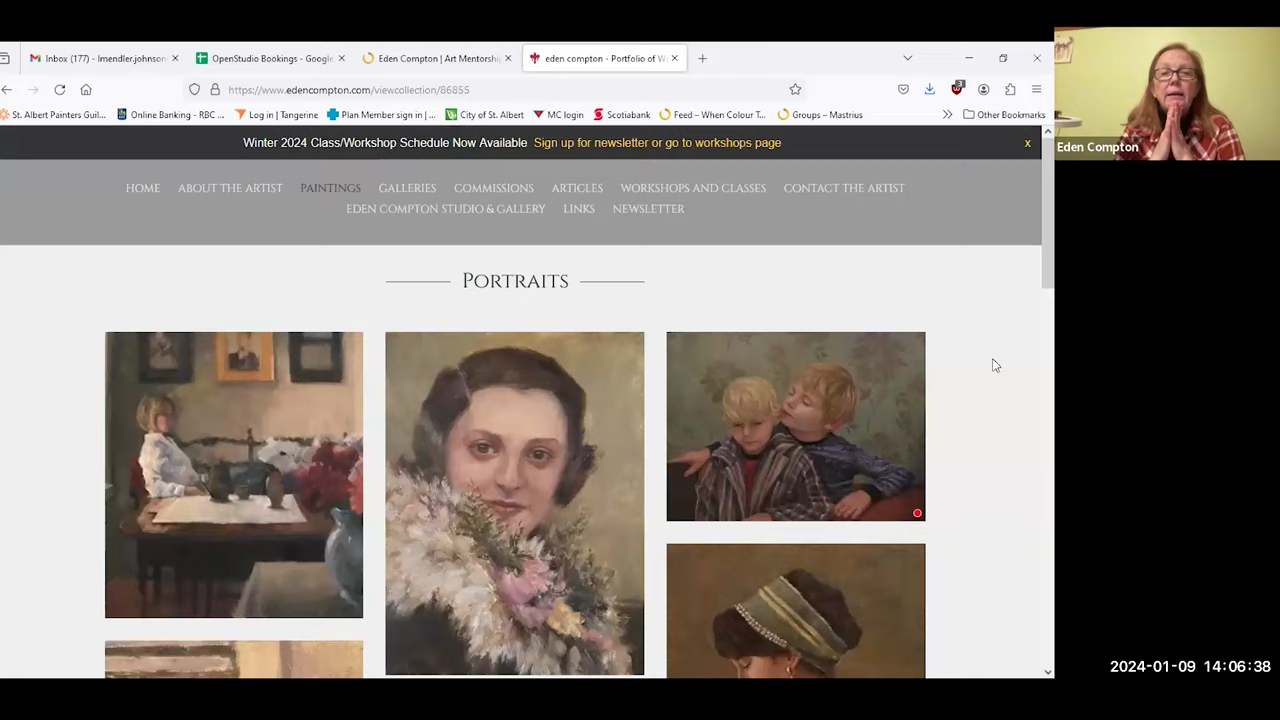 Inbox (177) - lmendler.johnson
OpenStudio Bookings - Google
Eden Compton | Art Mentorship
eden compton - Portfolio of W
https://www.edencompton.com/viewcollection/86855
3
St. Albert Painters Guil...
Online Banking - RBC ...
Log in | Tangerine
Plan Member sign in | ...
City of St. Albert
MC login
Scotiabank
Feed – When Colour T...
Groups – Mastrius
Other Bookmarks
Winter 2024 Class/Workshop Schedule Now Available Sign up for newsletter or go to workshops page x
HOME ABOUT THE ARTIST PAINTINGS GALLERIES COMMISSIONS ARTICLES WORKSHOPS AND CLASSES CONTACT THE ARTIST
EDEN COMPTON STUDIO & GALLERY LINKS NEWSLETTER
PORTRAITS
Eden Compton
2024-01-09 14:06:38